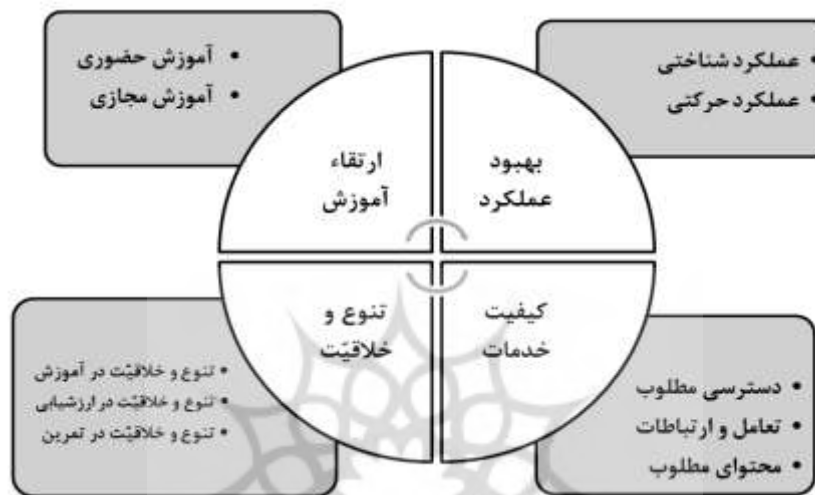 • عملکرد شناختی
• عملکرد حرکتی
• آموزش حضوری
• آموزش مجازی
بهبود
عملکرد
ارتقاء
آموزش
کیفیت
خدمات
تنوع و
خلاقیّت
• دسترسی مطلوب
• تعامل و ارتباطات
• محتوای مطلوب
• تنوع و خلاقیّت در آموزش
• تنوع و خلاقیّت در ارزشیابی
• تنوع و خلاقیّت در تمرین